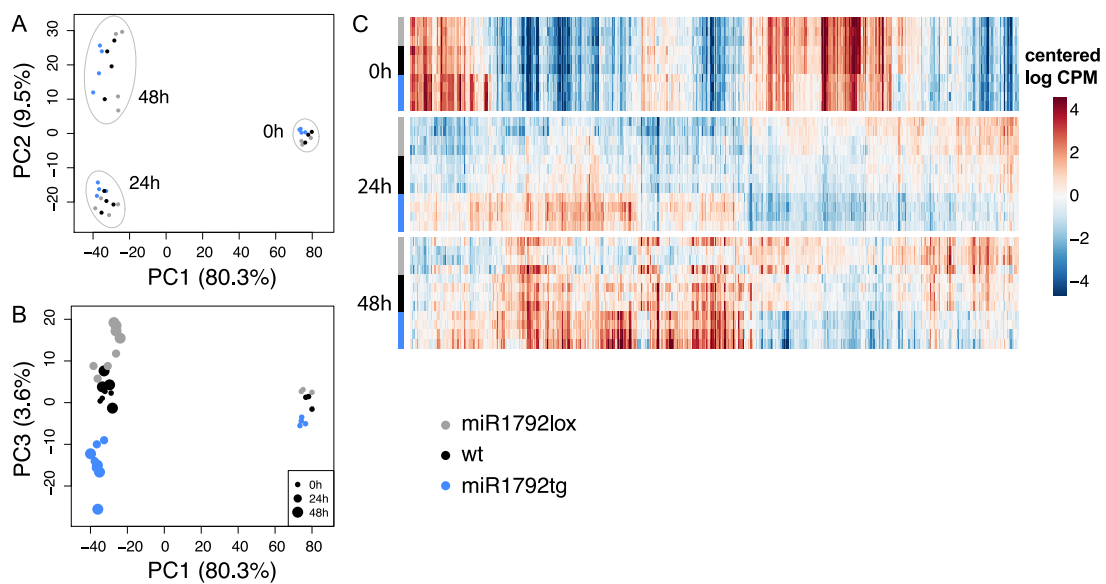 A
PC2 (9.5%)
30
20
10
0
−10
−20
48h
0h
24h
−40
−20
0
20
40
60
80
PC1 (80.3%)
B
PC3 (3.6%)
20
10
0
−10
−20
0h
24h
48h
−40
−20
0
20
40
60
80
PC1 (80.3%)
C
0h
24h
48h
centered
log CPM
4
2
0
−2
−4
miR1792lox
wt
miR1792tg